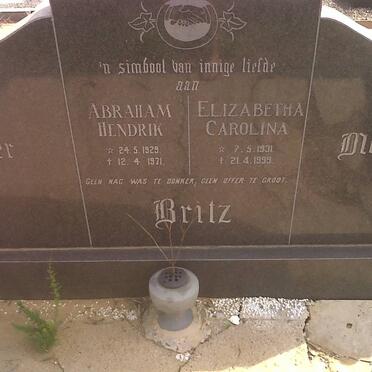 'n simbool van innige liefde
aan
ABRAHAM HENDRIK
☆ 24.5.1929.
† 12.4.1971.
ELIZABETHA CAROLINA
☆ 7.5.1931.
† 21.4.1999.
GEEN NAG WAS TE DONKER, GEEN OFFER TE GROOT.
Britz